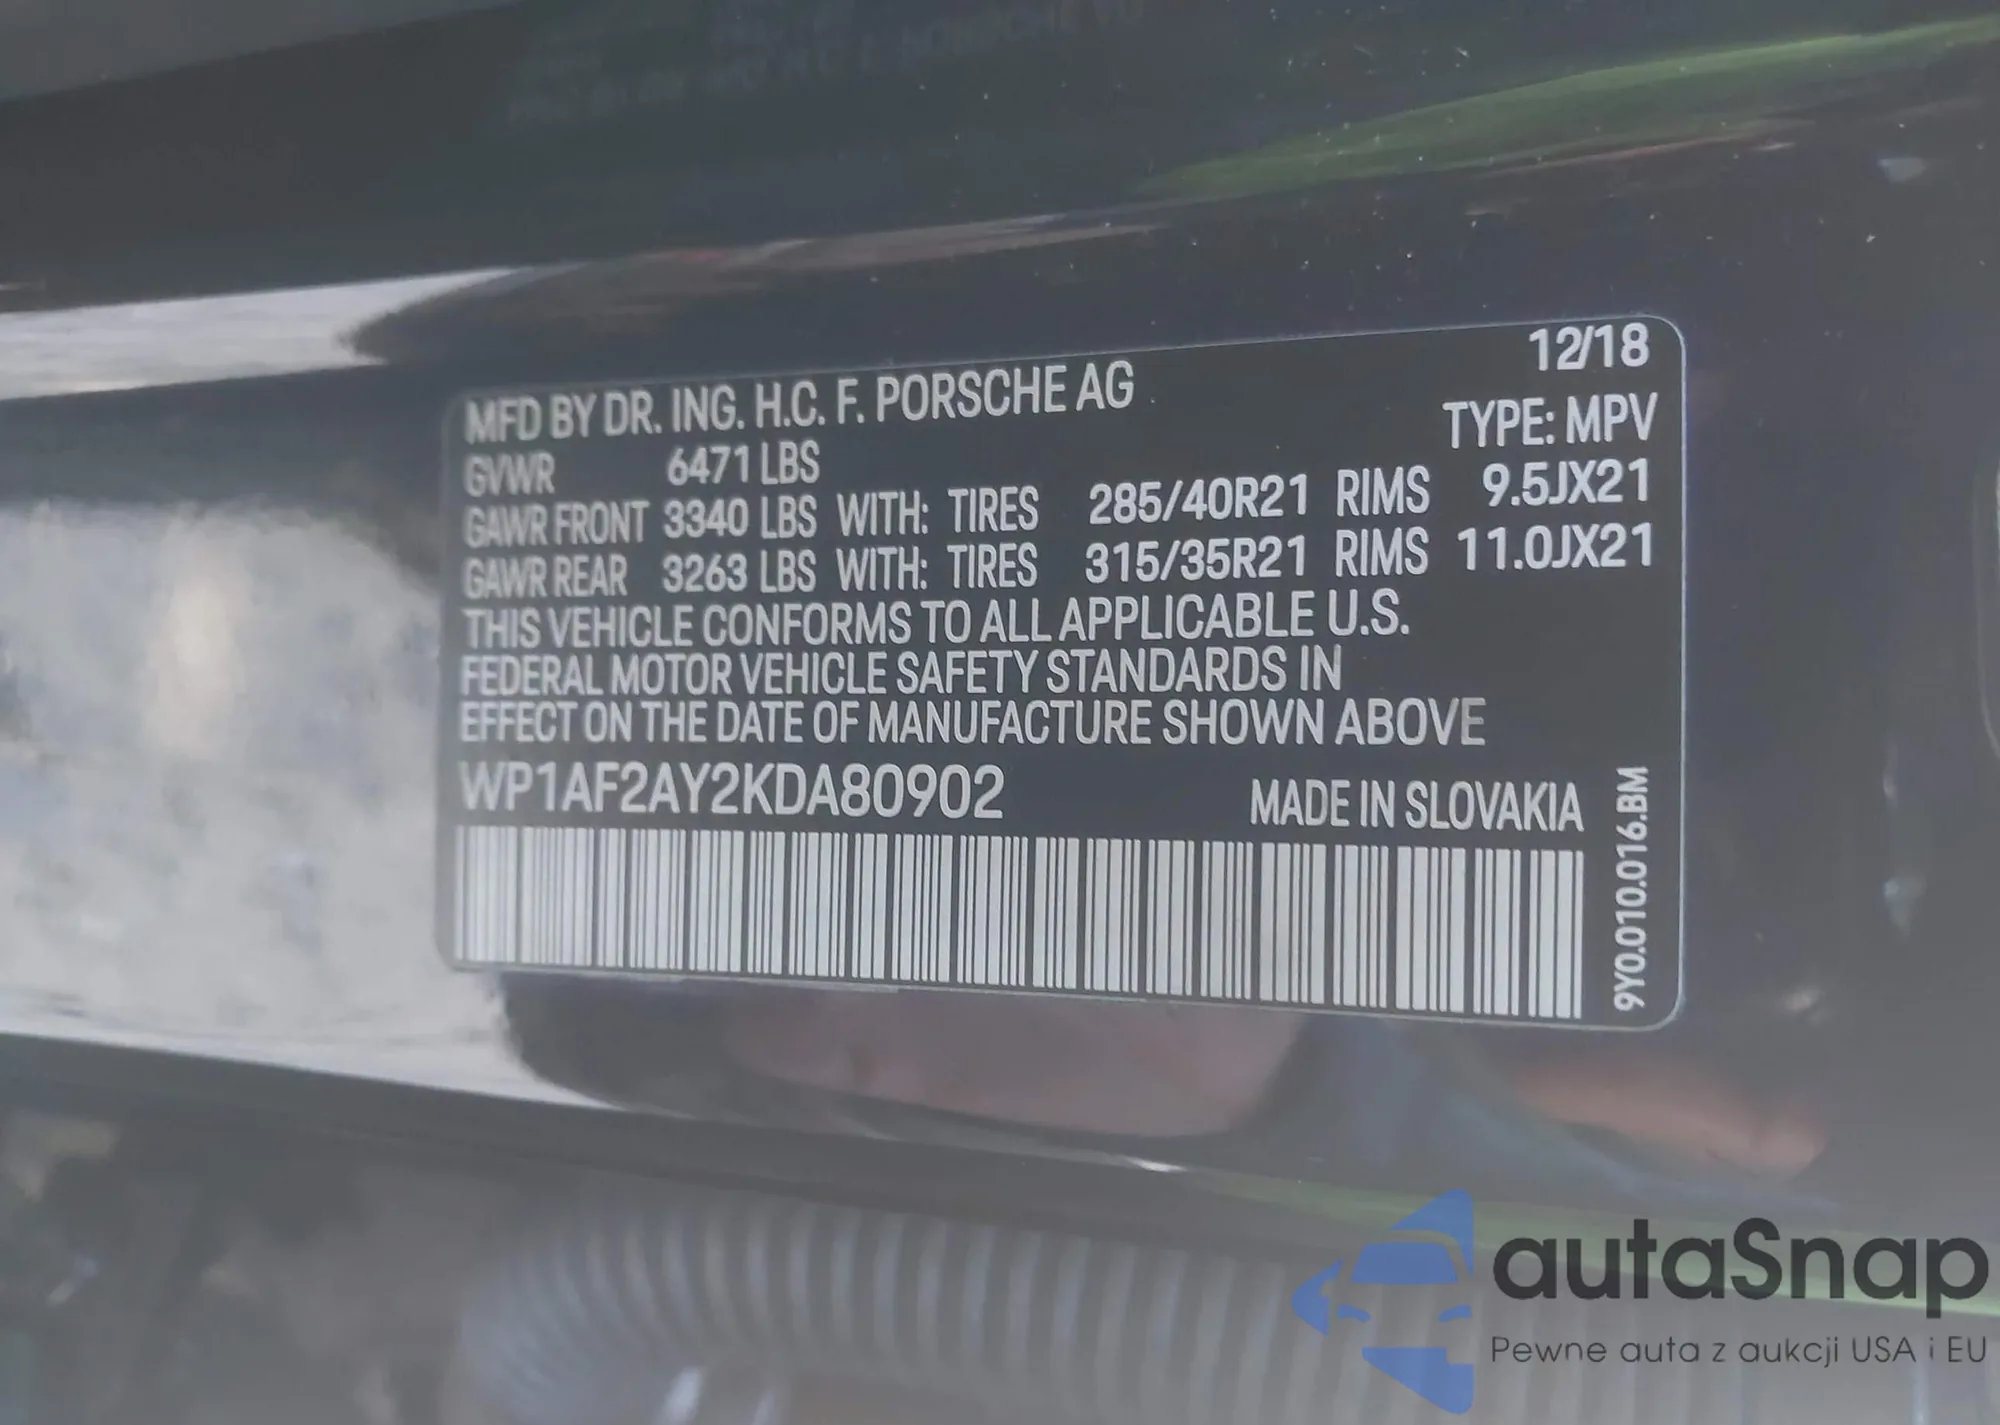 12/18
MFD BY DR. ING. H.C. F. PORSCHE AG
TYPE: MPV
GVWR 6471 LBS
GAWR FRONT 3340 LBS WITH: TIRES 285/40R21 RIMS 9.5JX21
GAWR REAR 3263 LBS WITH: TIRES 315/35R21 RIMS 11.0JX21
THIS VEHICLE CONFORMS TO ALL APPLICABLE U.S.
FEDERAL MOTOR VEHICLE SAFETY STANDARDS IN
EFFECT ON THE DATE OF MANUFACTURE SHOWN ABOVE
WP1AF2AY2KDA80902
MADE IN SLOVAKIA
9Y0.010.016.BM
autaSnap
Pewne auta z aukcji USA i EU